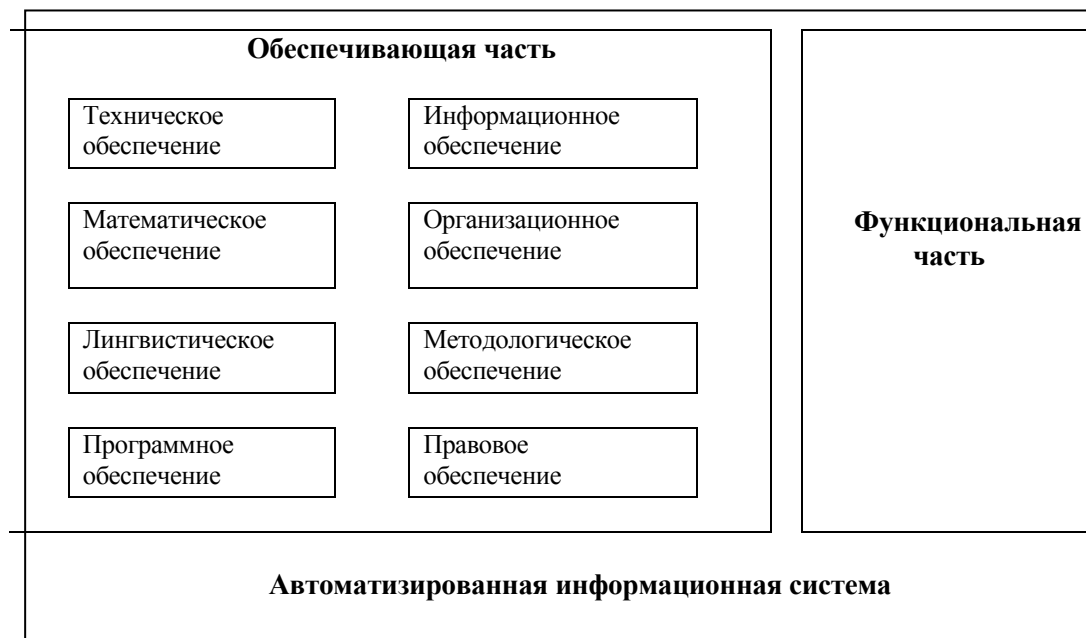 Обеспечивающая часть
Техническое
обеспечение
Информационное
обеспечение
Математическое
обеспечение
Организационное
обеспечение
Лингвистическое
обеспечение
Методологическое
обеспечение
Программное
обеспечение
Правовое
обеспечение
Функциональная
часть
Автоматизированная информационная система